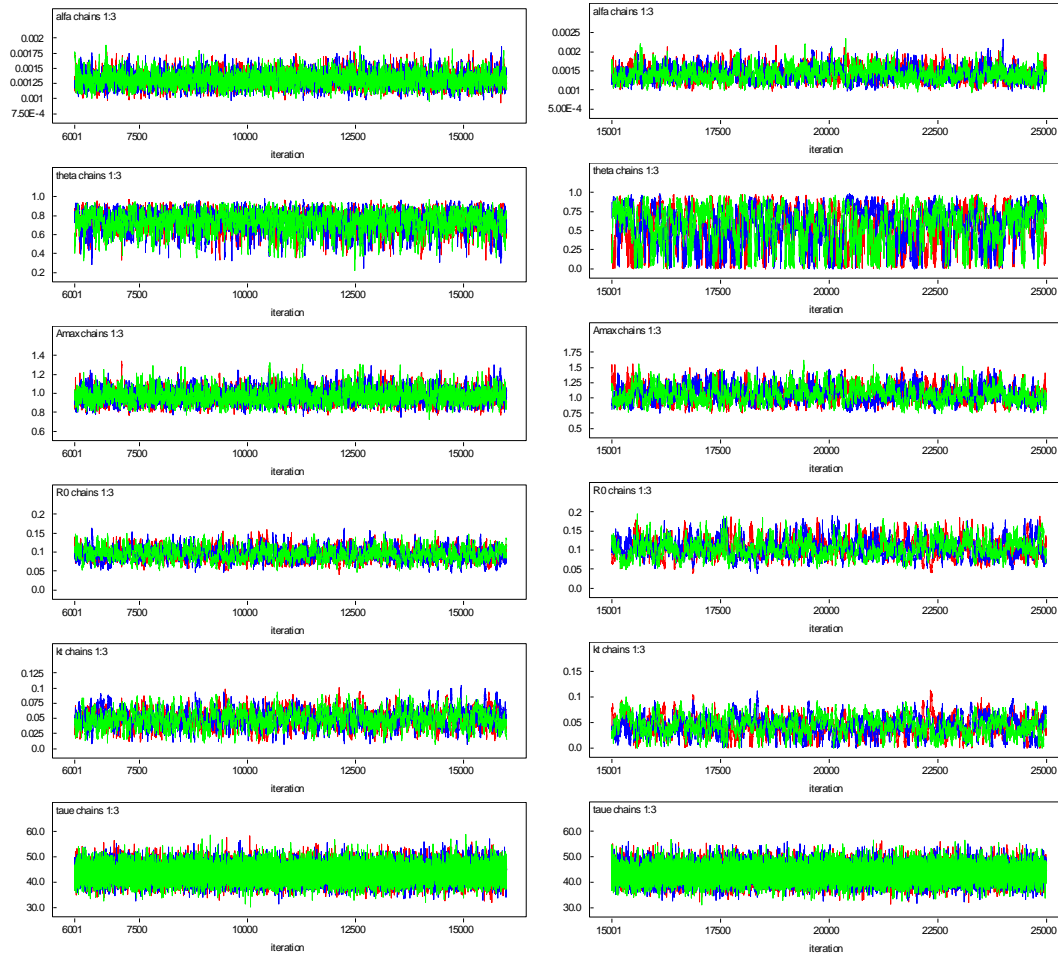 alfa chains 1:3
0.002
0.00175
0.0015
0.00125
0.001
7.50E-4
6001 7500 10000 12500 15000
iteration
theta chains 1:3
1.0
0.8
0.6
0.4
0.2
6001 7500 10000 12500 15000
iteration
Amax chains 1:3
1.4
1.2
1.0
0.8
0.6
6001 7500 10000 12500 15000
iteration
R0 chains 1:3
0.2
0.15
0.1
0.05
0.0
6001 7500 10000 12500 15000
iteration
kt chains 1:3
0.125
0.1
0.075
0.05
0.025
0.0
6001 7500 10000 12500 15000
iteration
taue chains 1:3
60.0
50.0
40.0
30.0
6001 7500 10000 12500 15000
iteration
alfa chains 1:3
0.0025
0.002
0.0015
0.001
5.00E-4
15001 17500 20000 22500 25000
iteration
theta chains 1:3
1.0
0.75
0.5
0.25
0.0
15001 17500 20000 22500 25000
iteration
Amax chains 1:3
1.75
1.5
1.25
1.0
0.75
0.5
15001 17500 20000 22500 25000
iteration
R0 chains 1:3
0.2
0.15
0.1
0.05
0.0
15001 17500 20000 22500 25000
iteration
kt chains 1:3
0.15
0.1
0.05
0.0
15001 17500 20000 22500 25000
iteration
taue chains 1:3
60.0
50.0
40.0
30.0
15001 17500 20000 22500 25000
iteration